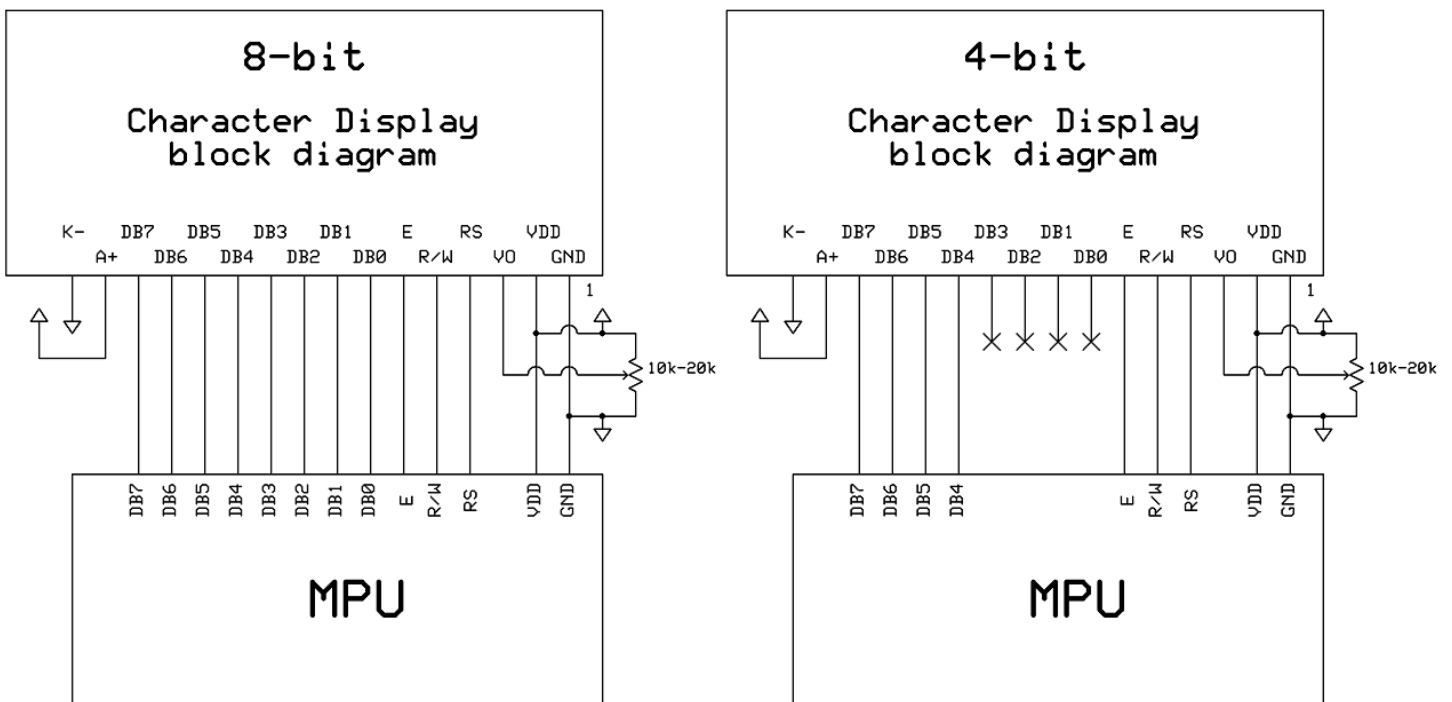 8-bit
Character Display
block diagram
K- DB7 DB5 DB3 DB1 E RS VDD
A+ DB6 DB4 DB2 DB0 R/W VO GND
1
10k-20k
DB7 DB6 DB5 DB4 DB3 DB2 DB1 DB0 E R/W RS VDD GND
MPU
4-bit
Character Display
block diagram
K- DB7 DB5 DB3 DB1 E RS VDD
A+ DB6 DB4 DB2 DB0 R/W VO GND
1
10k-20k
DB7 DB6 DB5 DB4 E R/W RS VDD GND
MPU